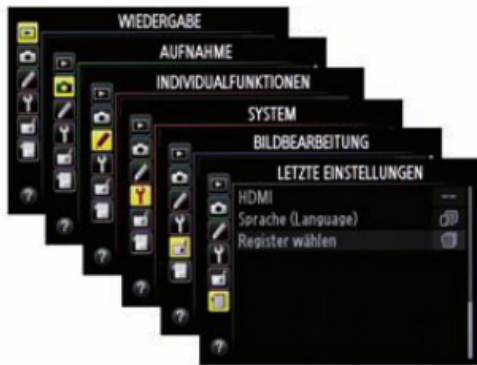 WIEDERGABE
AUFNAHME
INDIVIDUALFUNKTIONEN
SYSTEM
BILDBEARBEITUNG
LETZTE EINSTELLUNGEN
HDMI --
Sprache (Language)
Register wählen
?
?
?
?
?
?